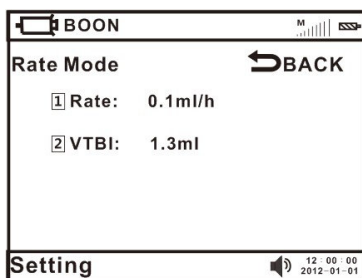 BOON M
Rate Mode BACK
1 Rate: 0.1ml/h
2 VTBI: 1.3ml
Setting 12:00:00
2012-01-01